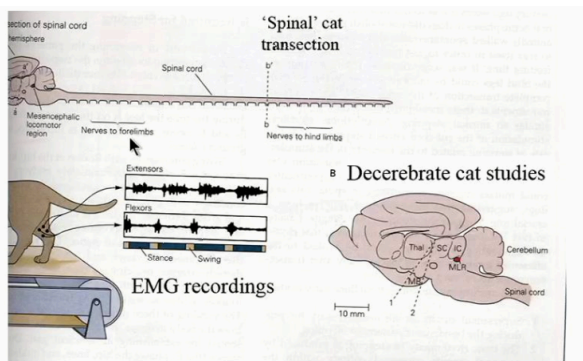 section of spinal cord
hemisphere
'Spinal' cat
transection
b'
Spinal cord
a
Mesencephalic
locomotor
region
Nerves to forelimbs
b
Nerves to hind limbs
Extensors
Flexors
Stance
Swing
EMG recordings
B Decerebrate cat studies
Thal
SC
IC
Cerebellum
MLR
MB
Spinal cord
1
2
10 mm